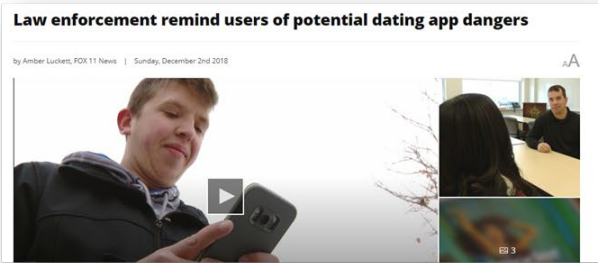 Law enforcement remind users of potential dating app dangers
by Amber Luckett, FOX 11 News | Sunday, December 2nd 2018
AA
3